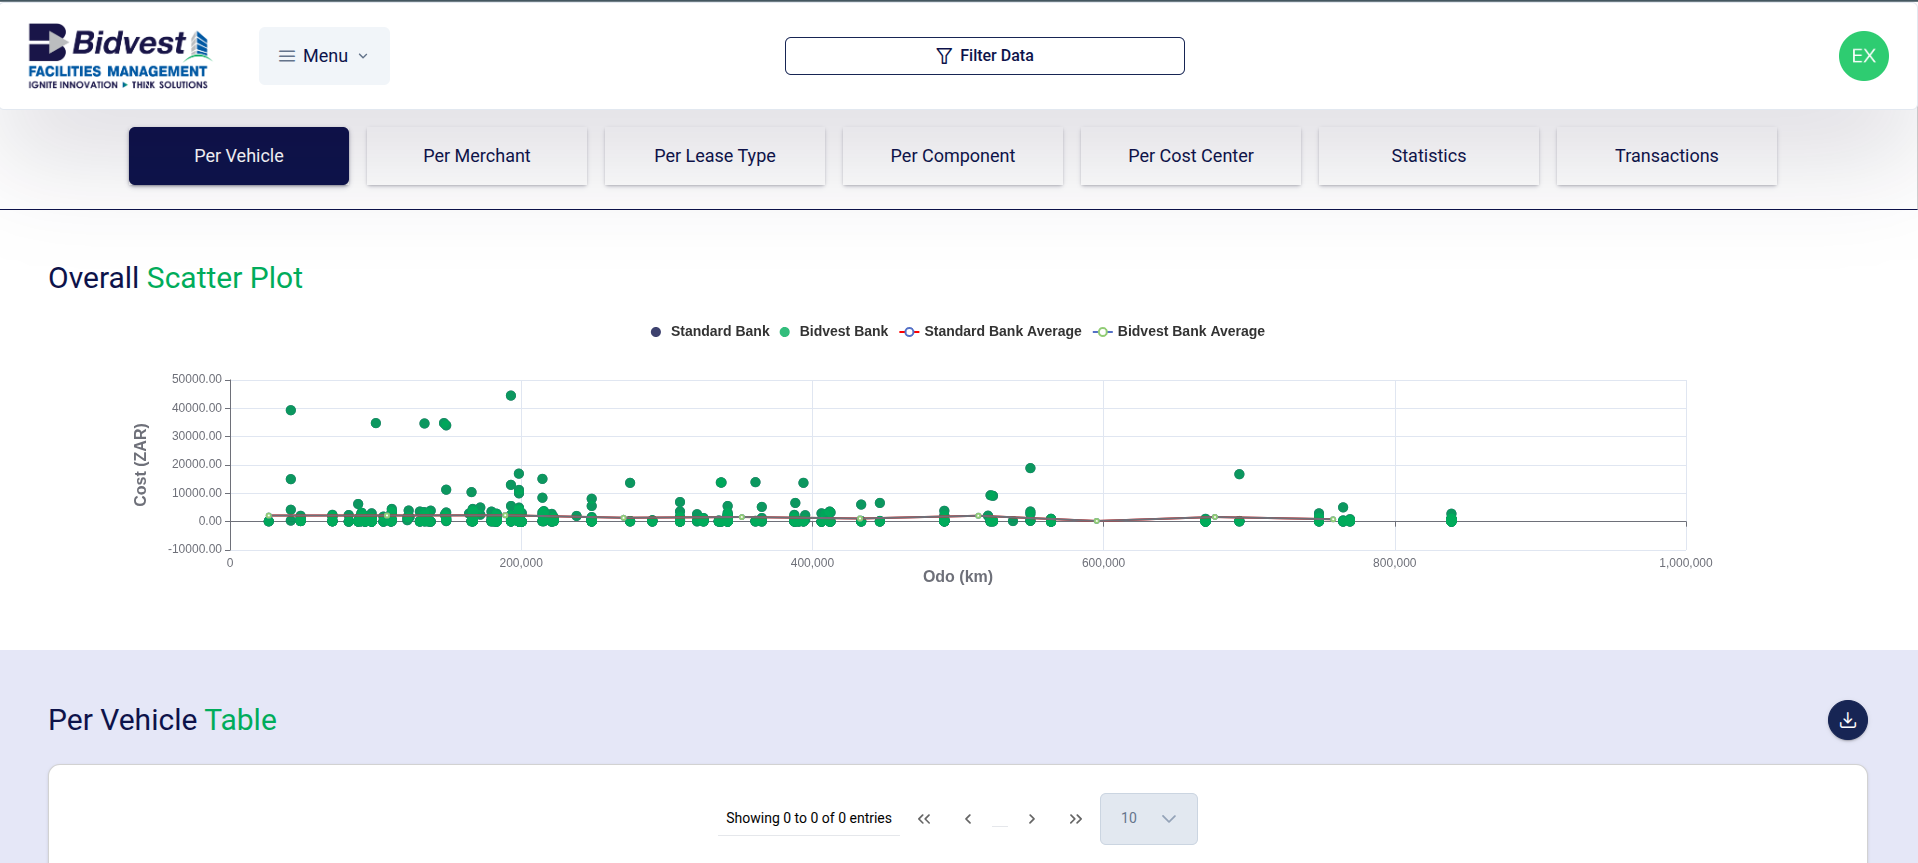 Bidvest
FACILITIES MANAGEMENT
IGNITE INNOVATION ▸ TH!NK SOLUTIONS
Menu
Filter Data
EX
Per Vehicle
Per Merchant
Per Lease Type
Per Component
Per Cost Center
Statistics
Transactions
Overall Scatter Plot
Standard Bank
Bidvest Bank
Standard Bank Average
Bidvest Bank Average
50000.00
40000.00
30000.00
20000.00
10000.00
0.00
-10000.00
Cost (ZAR)
0
200,000
400,000
600,000
800,000
1,000,000
Odo (km)
Per Vehicle Table
Showing 0 to 0 of 0 entries
10